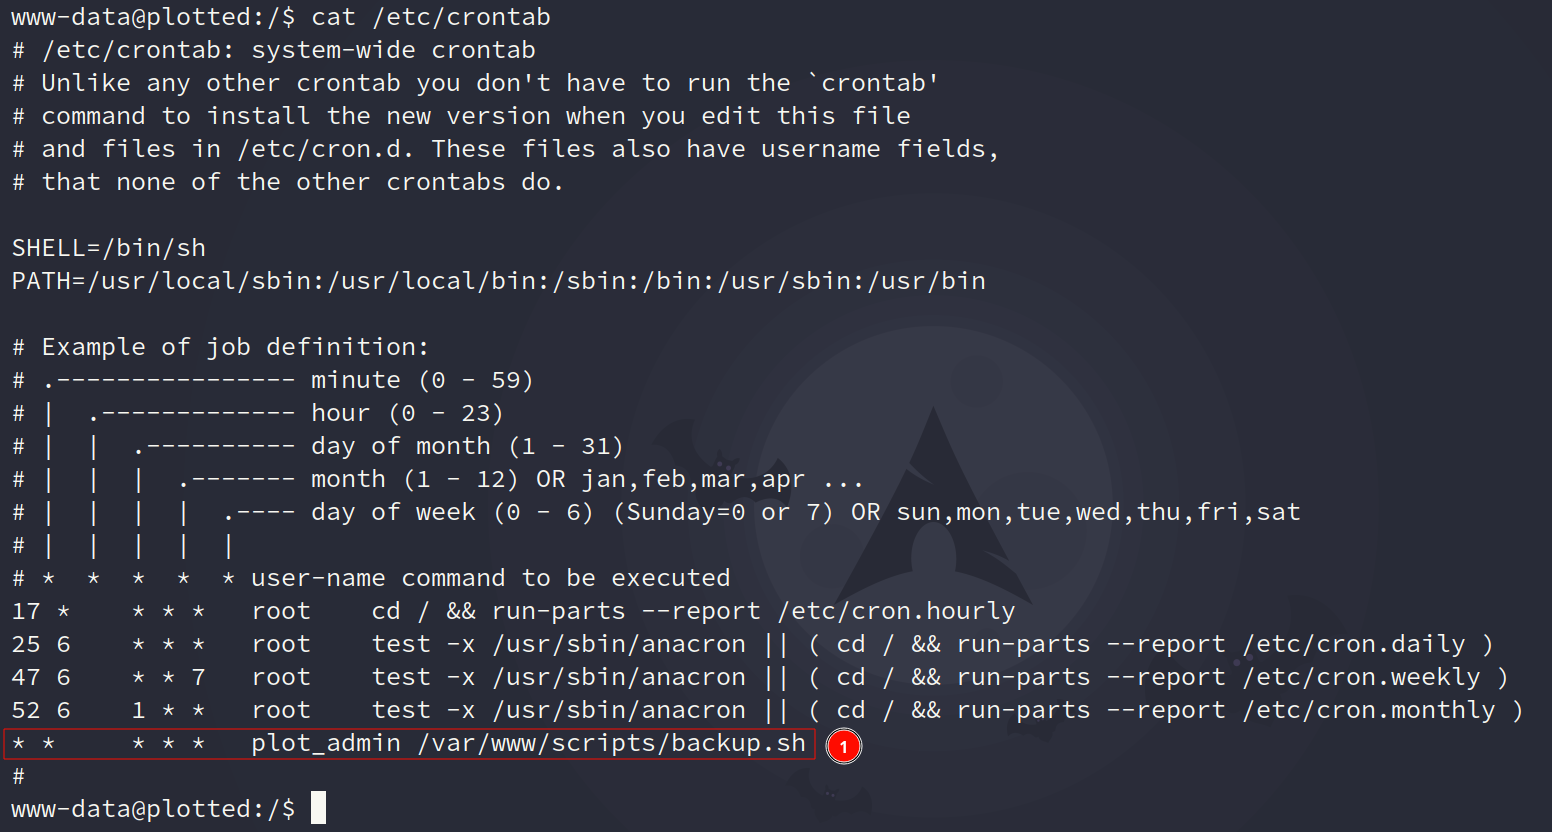 www-data@plotted:/$ cat /etc/crontab
# /etc/crontab: system-wide crontab
# Unlike any other crontab you don't have to run the `crontab'
# command to install the new version when you edit this file
# and files in /etc/cron.d. These files also have username fields,
# that none of the other crontabs do.

SHELL=/bin/sh
PATH=/usr/local/sbin:/usr/local/bin:/sbin:/bin:/usr/sbin:/usr/bin

# Example of job definition:
# .---------------- minute (0 - 59)
# |  .------------- hour (0 - 23)
# |  |  .---------- day of month (1 - 31)
# |  |  |  .------- month (1 - 12) OR jan,feb,mar,apr ...
# |  |  |  |  .---- day of week (0 - 6) (Sunday=0 or 7) OR sun,mon,tue,wed,thu,fri,sat
# |  |  |  |  |
# *  *  *  *  * user-name command to be executed
17 *    * * *   root    cd / && run-parts --report /etc/cron.hourly
25 6    * * *   root    test -x /usr/sbin/anacron || ( cd / && run-parts --report /etc/cron.daily )
47 6    * * 7   root    test -x /usr/sbin/anacron || ( cd / && run-parts --report /etc/cron.weekly )
52 6    1 * *   root    test -x /usr/sbin/anacron || ( cd / && run-parts --report /etc/cron.monthly )
* *     * * *   plot_admin /var/www/scripts/backup.sh 1
#
www-data@plotted:/$